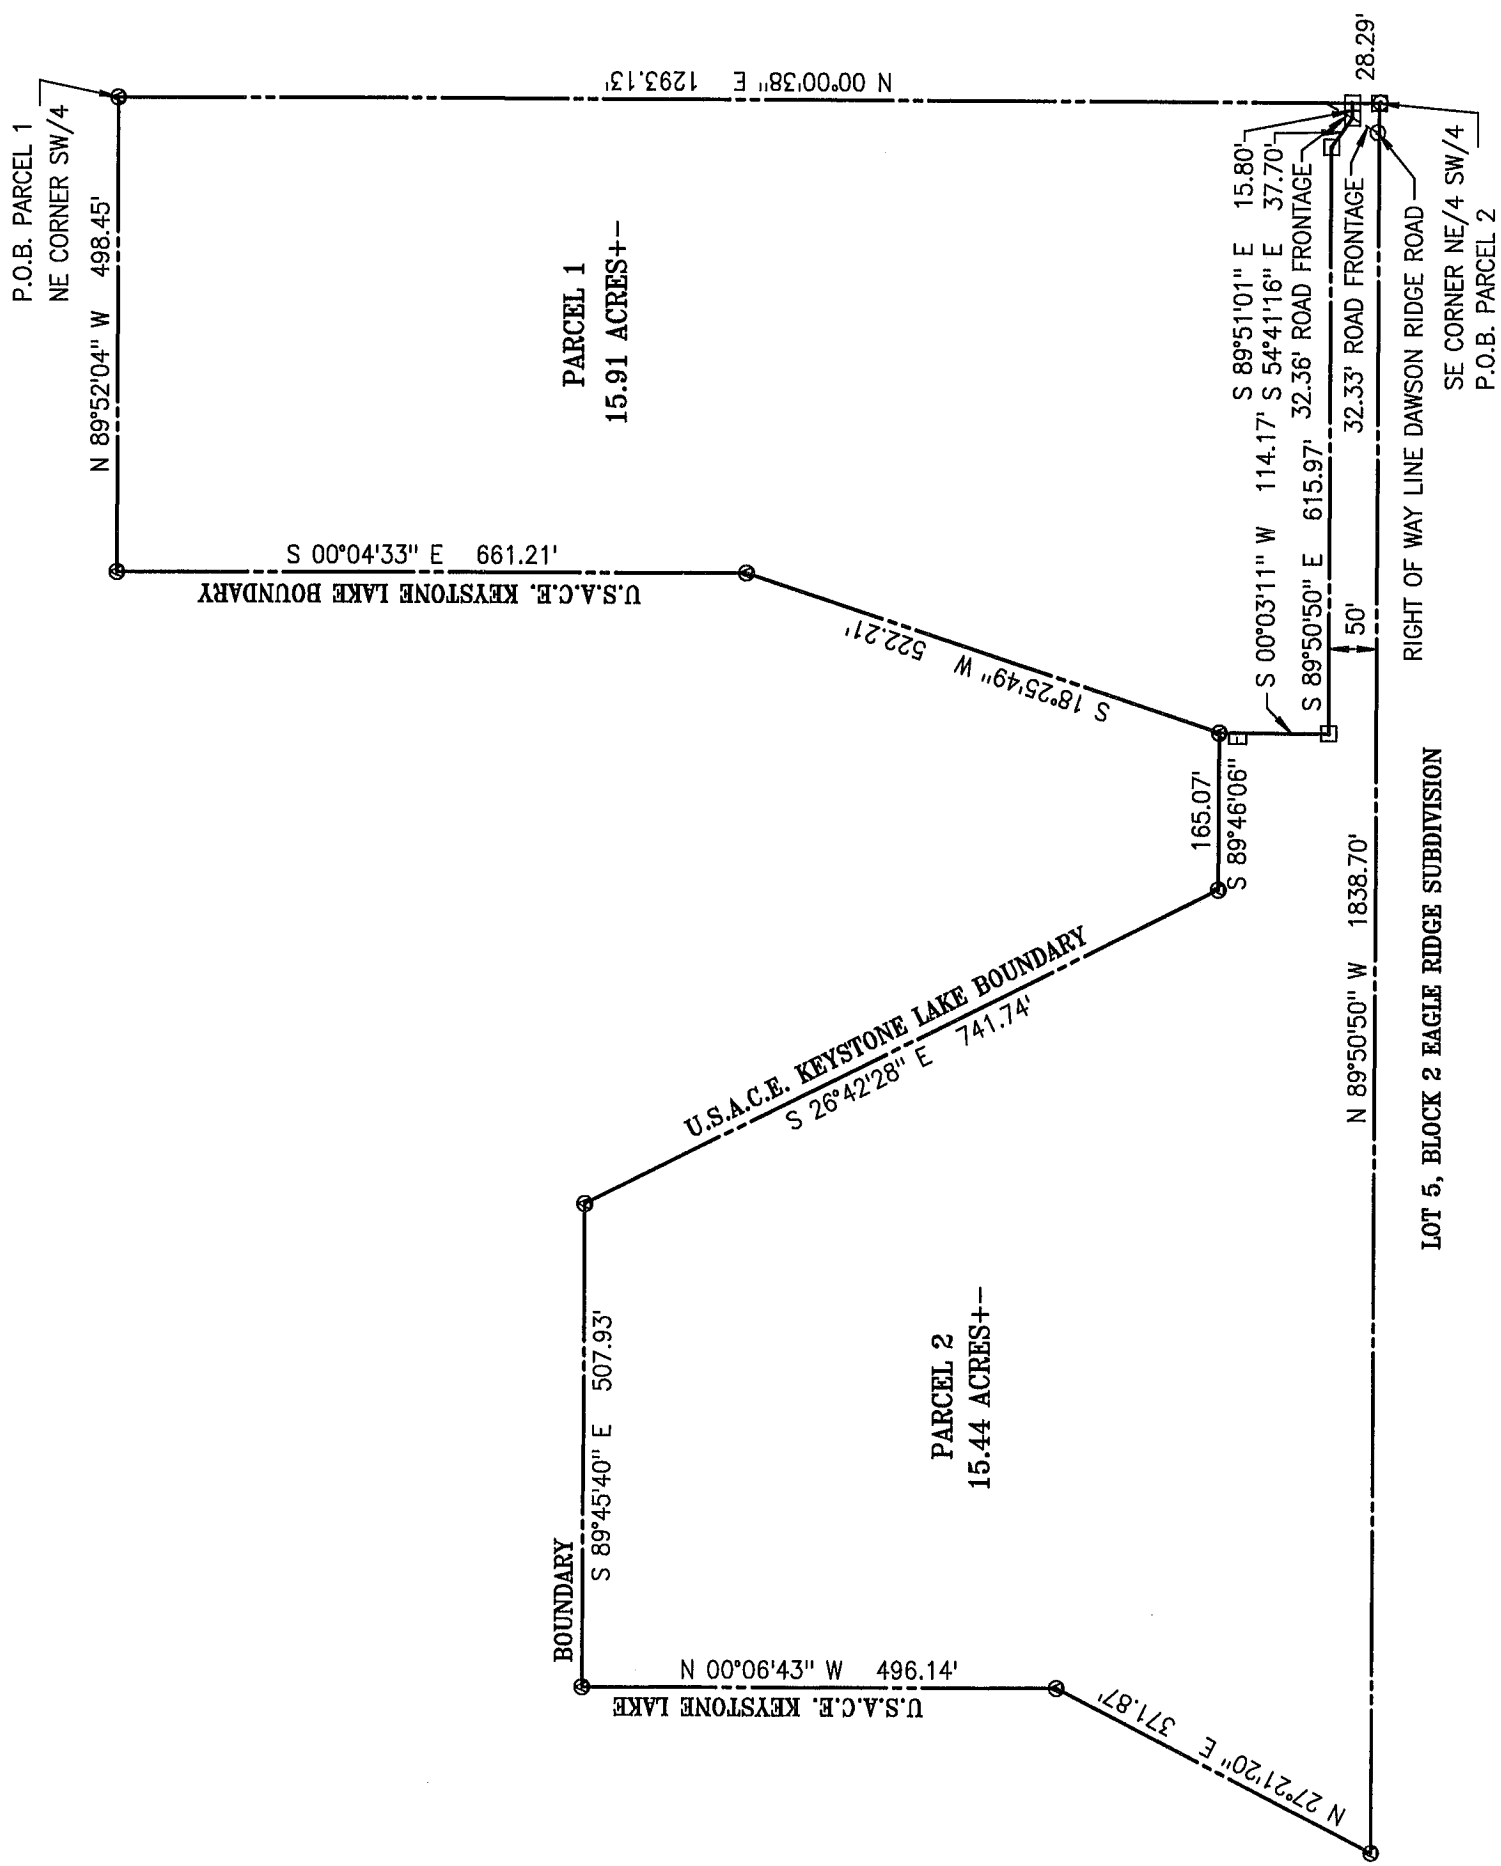 P.O.B. PARCEL 1
NE CORNER SW/4
N 89°52'04" W 498.45'
N 00°00'38" E 1293.13'
S 00°04'33" E 661.21'
U.S.A.C.E. KEYSTONE LAKE BOUNDARY
PARCEL 1
15.91 ACRES+-
S 18°25'49" W 522.21'
28.29'
S 89°51'01" E 15.80'
S 54°41'16" E 37.70'
32.36' ROAD FRONTAGE
32.33' ROAD FRONTAGE
S 00°03'11" W 114.17'
S 89°50'50" E 615.97'
50'
RIGHT OF WAY LINE DAWSON RIDGE ROAD
SE CORNER NE/4 SW/4
P.O.B. PARCEL 2
165.07'
S 89°46'06" E
U.S.A.C.E. KEYSTONE LAKE BOUNDARY
S 26°42'28" E 741.74'
N 89°50'50" W 1838.70'
LOT 5, BLOCK 2 EAGLE RIDGE SUBDIVISION
BOUNDARY
S 89°45'40" E 507.93'
PARCEL 2
15.44 ACRES+-
N 00°06'43" W 496.14'
U.S.A.C.E. KEYSTONE LAKE
N 27°21'20" E 371.87'